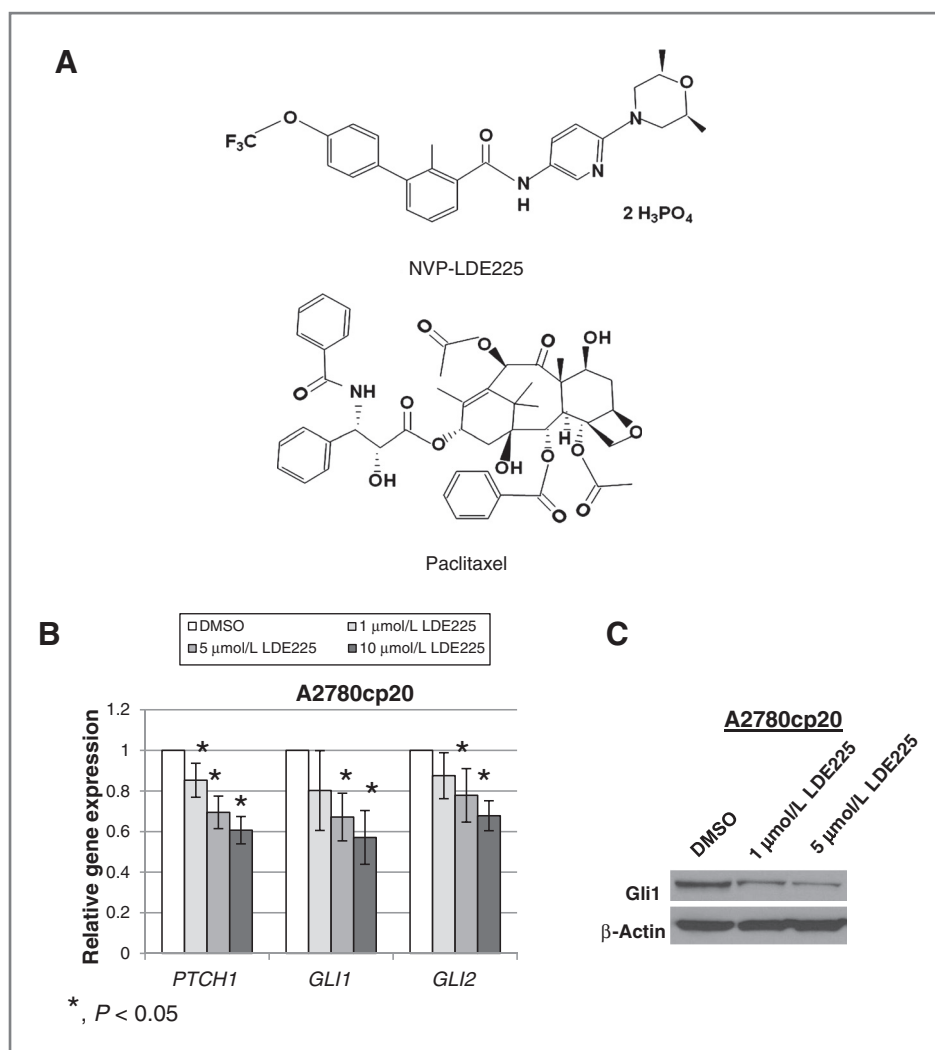 A
F₃C
O
O
N
H
N
N
O
2 H₃PO₄
NVP-LDE225
O
NH
O
OH
O
O
O
O
O
OH
OH
H
O
O
O
O
O
Paclitaxel
B
DMSO
1 μmol/L LDE225
5 μmol/L LDE225
10 μmol/L LDE225
A2780cp20
Relative gene expression
1.2
1
0.8
0.6
0.4
0.2
0
* * *
* *
* *
PTCH1
GLI1
GLI2
*, P < 0.05
C
A2780cp20
DMSO
1 μmol/L LDE225
5 μmol/L LDE225
Gli1
β-Actin